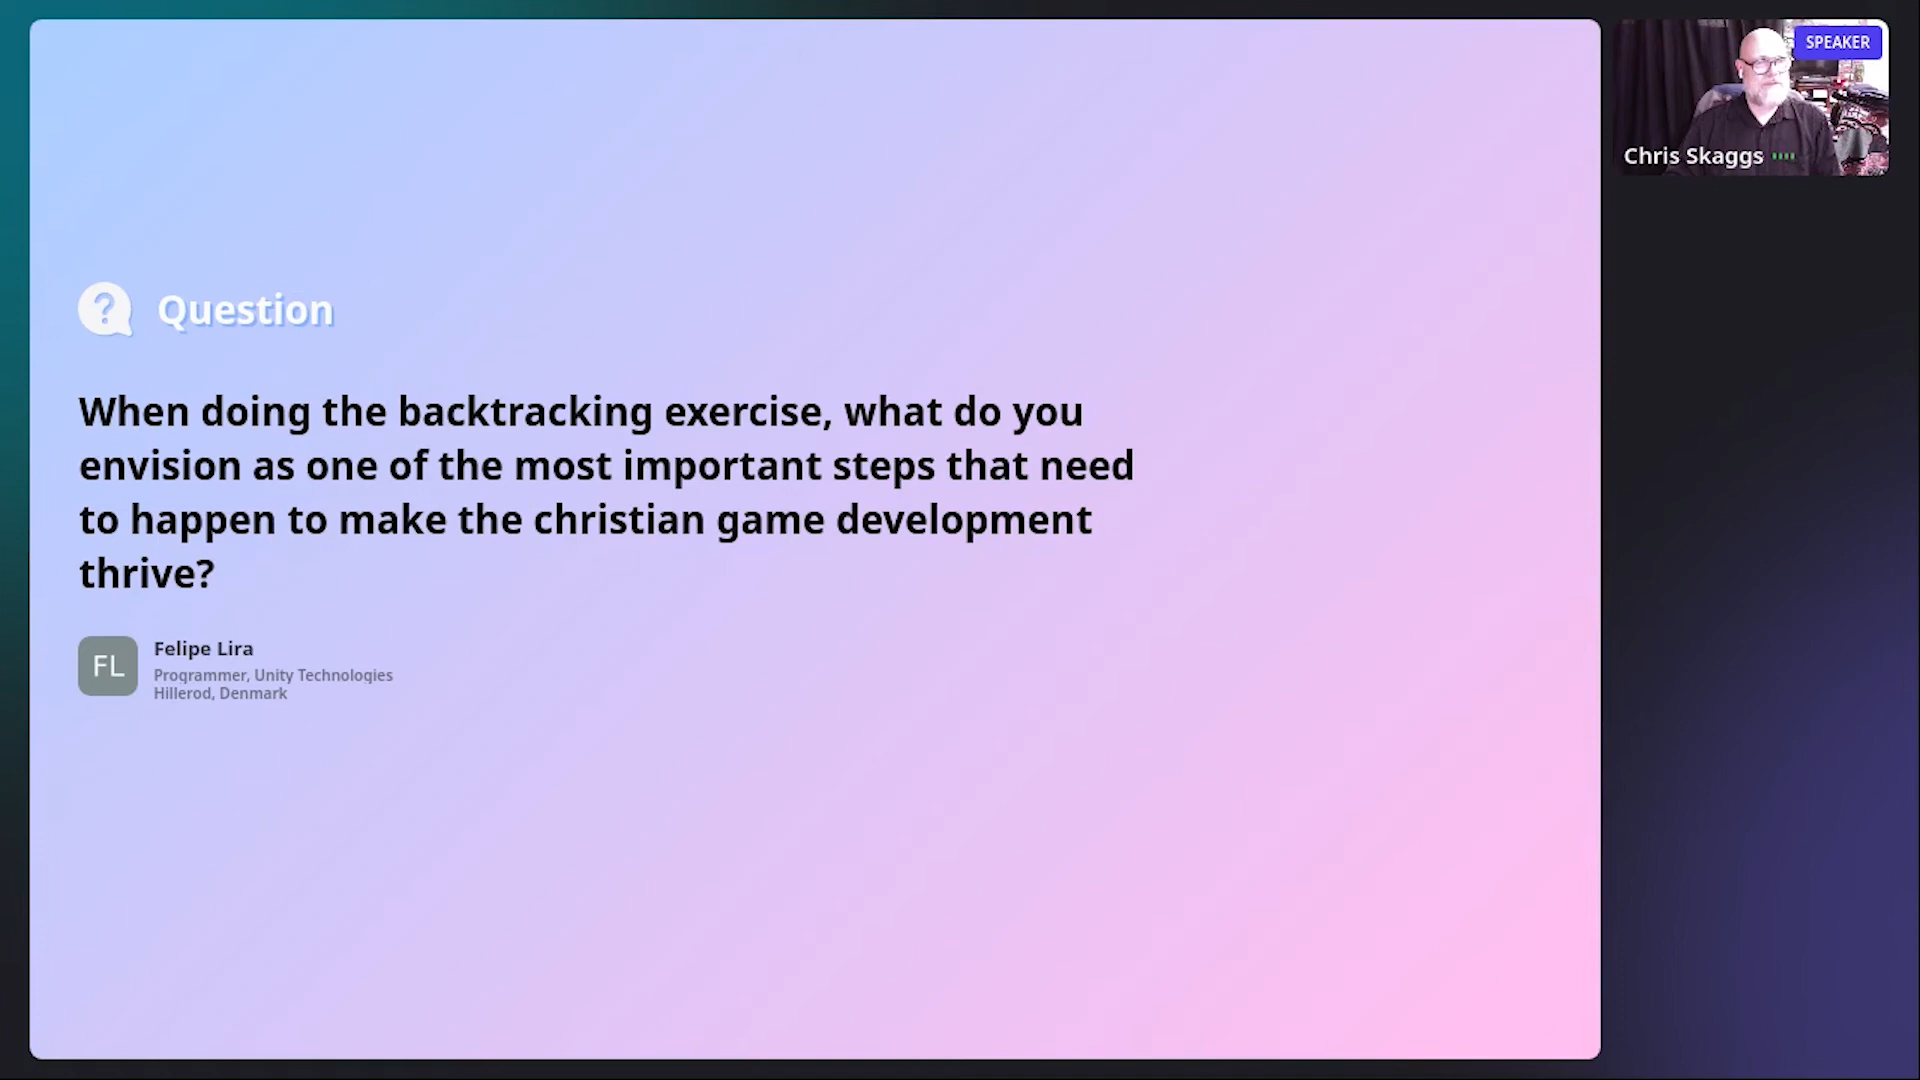 SPEAKER
Chris Skaggs
Question
When doing the backtracking exercise, what do you
envision as one of the most important steps that need
to happen to make the christian game development
thrive?
FL
Felipe Lira
Programmer, Unity Technologies
Hillerod, Denmark